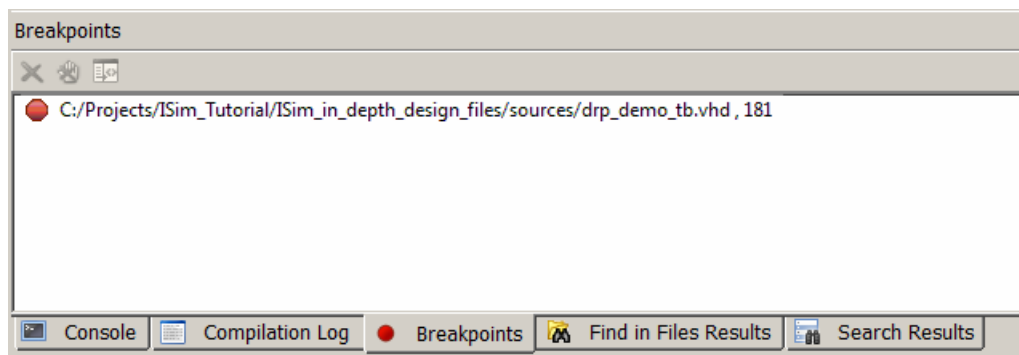 Breakpoints
C:/Projects/ISim_Tutorial/ISim_in_depth_design_files/sources/drp_demo_tb.vhd , 181
Console Compilation Log Breakpoints Find in Files Results Search Results